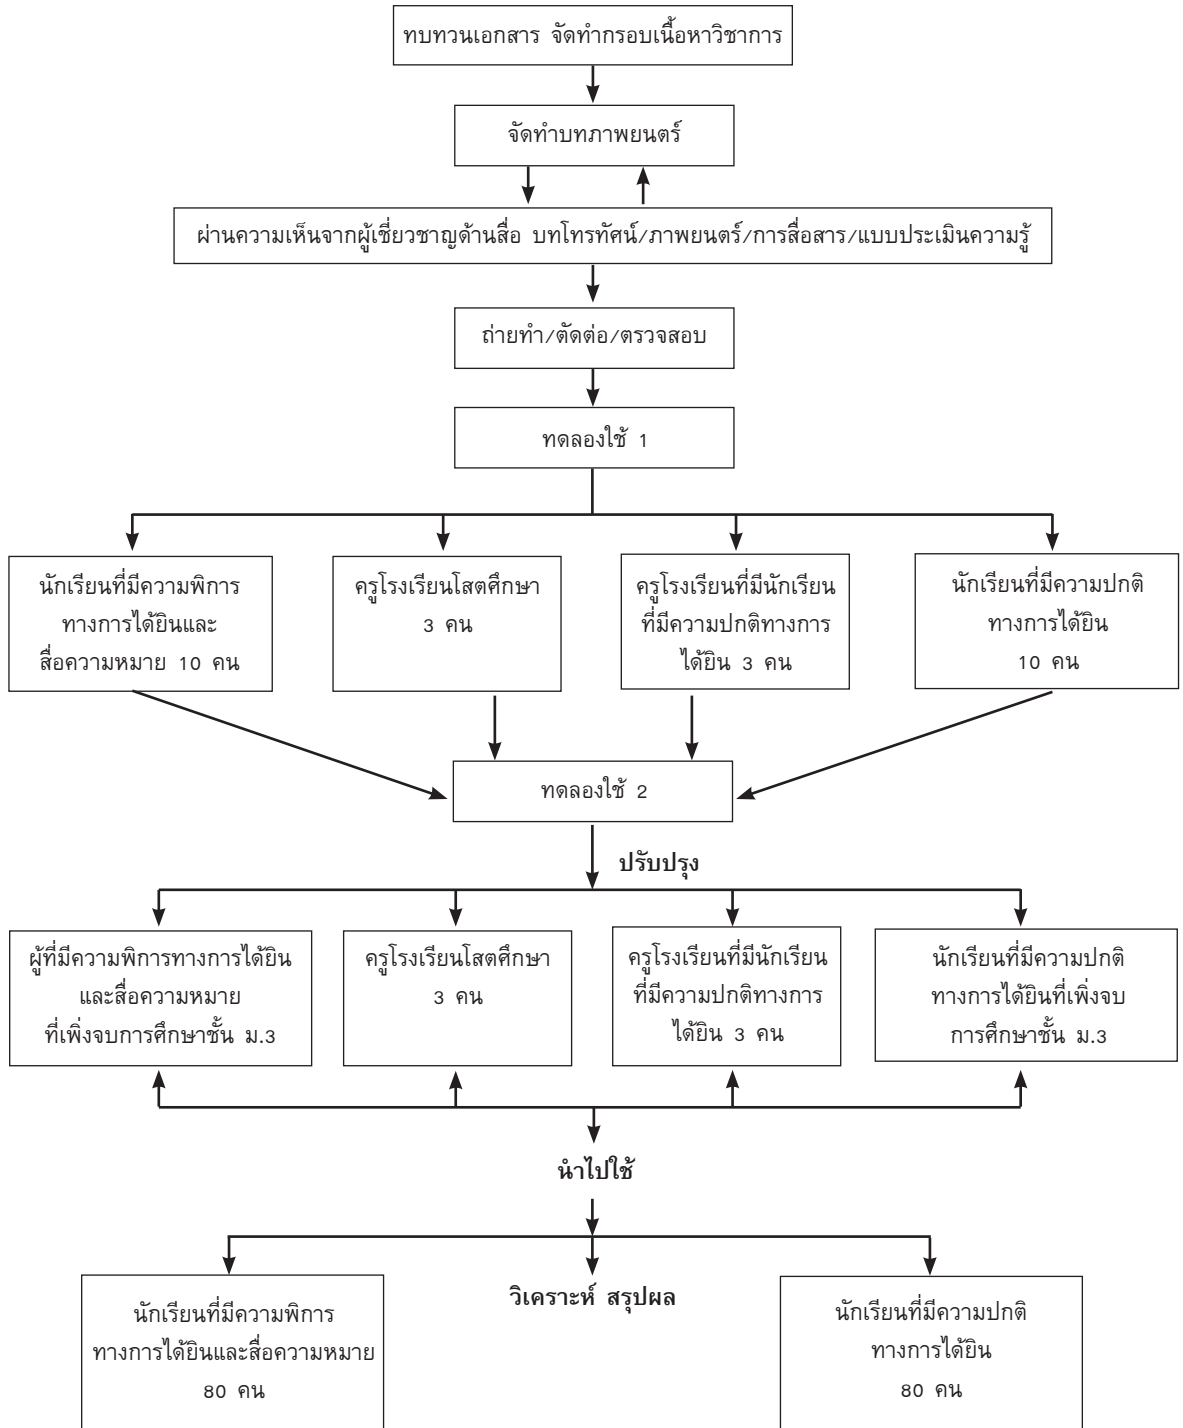 ทบทวนเอกสาร จัดทำกรอบเนื้อหาวิชาการ
จัดทำบทภาพยนตร์
ผ่านความเห็นจากผู้เชี่ยวชาญด้านสื่อ บทโทรทัศน์/ภาพยนตร์/การสื่อสาร/แบบประเมินความรู้
ถ่ายทำ/ตัดต่อ/ตรวจสอบ
ทดลองใช้ 1
นักเรียนที่มีความพิการ
ทางการได้ยินและ
สื่อความหมาย 10 คน
ครูโรงเรียนโสตศึกษา
3 คน
ครูโรงเรียนที่มีนักเรียน
ที่มีความปกติทางการ
ได้ยิน 3 คน
นักเรียนที่มีความปกติ
ทางการได้ยิน
10 คน
ทดลองใช้ 2
ปรับปรุง
ผู้ที่มีความพิการทางการได้ยิน
และสื่อความหมาย
ที่เพิ่งจบการศึกษาชั้น ม.3
ครูโรงเรียนโสตศึกษา
3 คน
ครูโรงเรียนที่มีนักเรียน
ที่มีความปกติทางการ
ได้ยิน 3 คน
นักเรียนที่มีความปกติ
ทางการได้ยินที่เพิ่งจบ
การศึกษาชั้น ม.3
นำไปใช้
นักเรียนที่มีความพิการ
ทางการได้ยินและสื่อความหมาย
80 คน
วิเคราะห์ สรุปผล
นักเรียนที่มีความปกติ
ทางการได้ยิน
80 คน